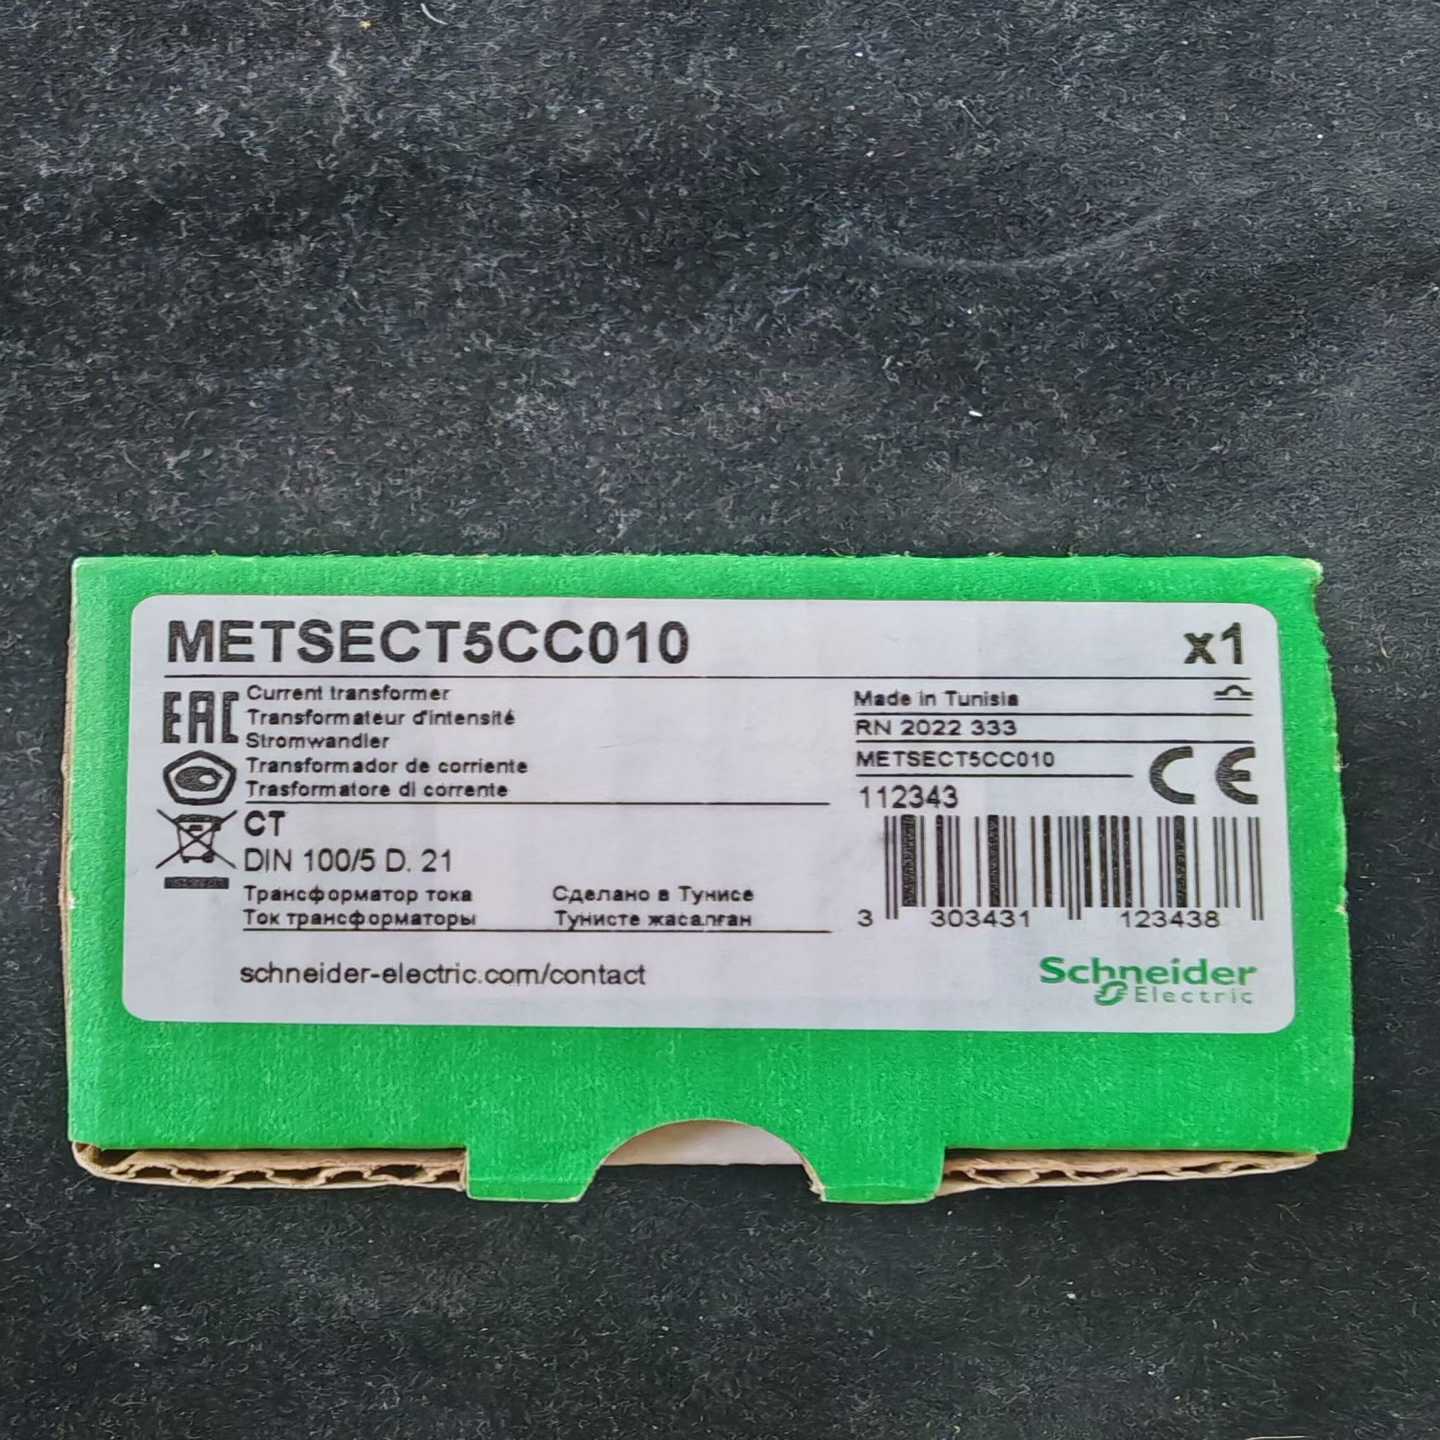 METSECT5CC010
x1
EAC
Current transformer
Transformateur d'intensité
Stromwandler
Transformador de corriente
Trasformatore di corrente
CT
DIN 100/5 D. 21
Трансформатор тока
Ток трансформаторы
Сделано в Тунисе
Тунисте жасалған
schneider-electric.com/contact
Made in Tunisia
RN 2022 333
METSECT5CC010
CE
112343
3 303431 123438
Schneider
Electric